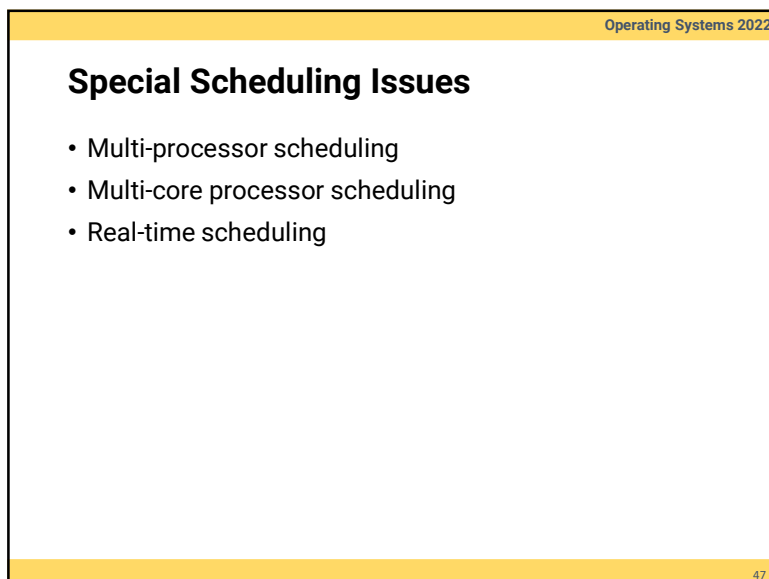 Operating Systems 2022
Special Scheduling Issues
• Multi-processor scheduling
• Multi-core processor scheduling
• Real-time scheduling
47